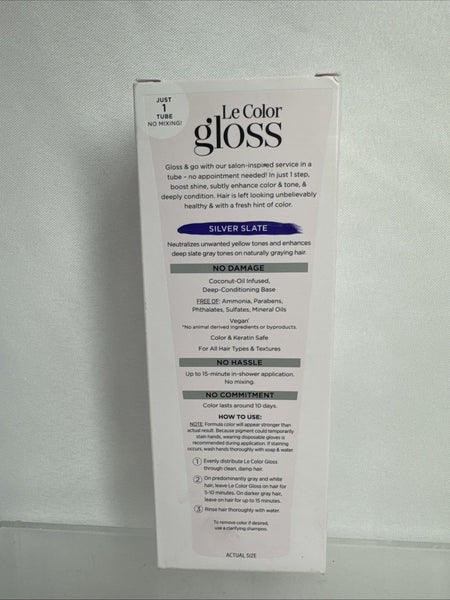 JUST
1
TUBE
NO MIXING!
Le Color
gloss
Gloss & go with our salon-inspired service in a
tube – no appointment needed! In just 1 step,
boost shine, subtly enhance color & tone, &
deeply condition. Hair is left looking unbelievably
healthy & with a fresh hint of color.
SILVER SLATE
Neutralizes unwanted yellow tones and enhances
deep slate gray tones on naturally graying hair.
NO DAMAGE
Coconut-Oil Infused,
Deep-Conditioning Base
FREE OF: Ammonia, Parabens,
Phthalates, Sulfates, Mineral Oils
Vegan*
*No animal derived ingredients or byproducts.
Color & Keratin Safe
For All Hair Types & Textures
NO HASSLE
Up to 15-minute in-shower application.
No mixing.
NO COMMITMENT
Color lasts around 10 days.
HOW TO USE:
NOTE: Formula color will appear stronger than
actual result. Because pigment could temporarily
stain hands, wearing disposable gloves is
recommended during application. If staining
occurs, wash hands thoroughly with soap & water.
1 Evenly distribute Le Color Gloss
through clean, damp hair.
2 On predominantly gray and white
hair, leave Le Color Gloss on hair for
5-10 minutes. On darker gray hair,
leave on hair for up to 15 minutes.
3 Rinse hair thoroughly with water.
To remove color if desired,
use a clarifying shampoo.
ACTUAL SIZE